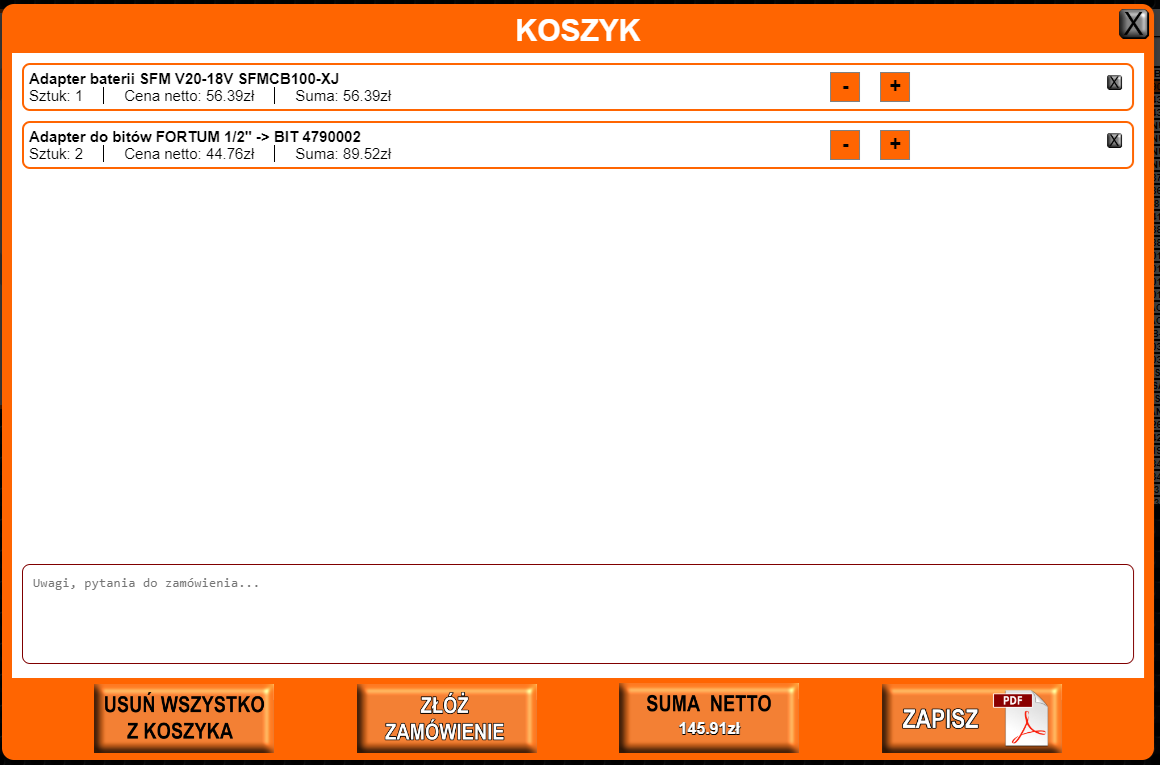 KOSZYK
X
Adapter baterii SFM V20-18V SFMCB100-XJ
Sztuk: 1 | Cena netto: 56.39zł | Suma: 56.39zł
- +
X
Adapter do bitów FORTUM 1/2" -> BIT 4790002
Sztuk: 2 | Cena netto: 44.76zł | Suma: 89.52zł
- +
X
Uwagi, pytania do zamówienia...
USUŃ WSZYSTKO
Z KOSZYKA
ZŁÓŻ
ZAMÓWIENIE
SUMA NETTO
145.91zł
ZAPISZ
PDF